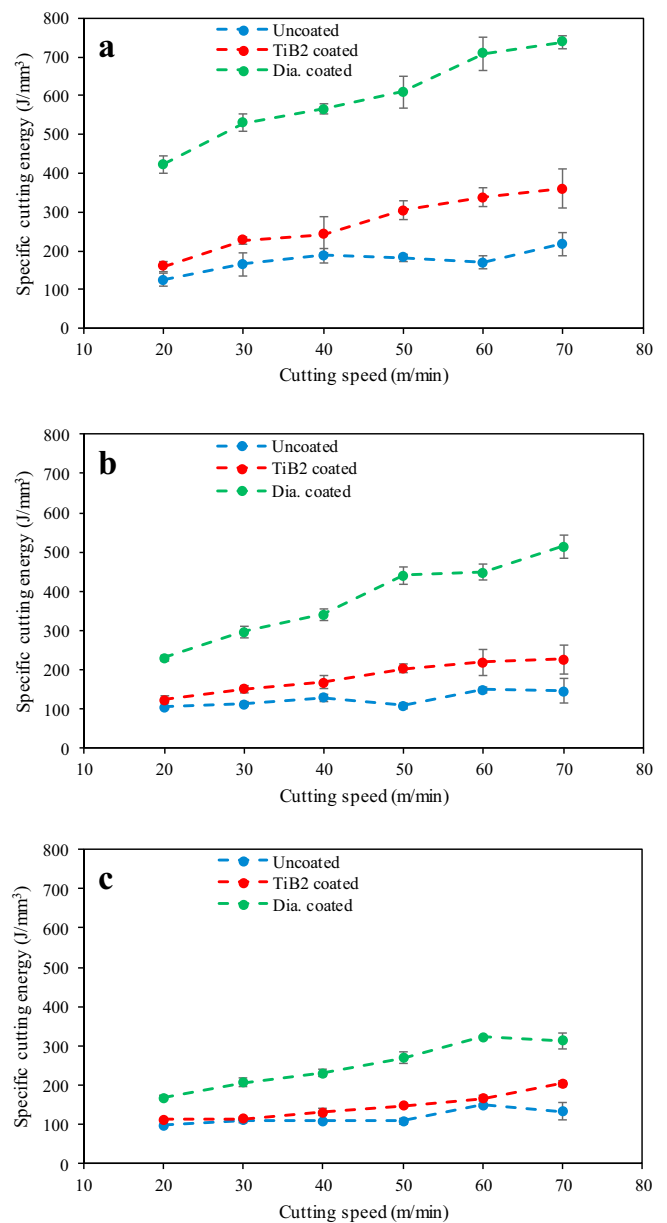 a
Uncoated
TiB2 coated
Dia. coated
Specific cutting energy (J/mm³)
800
700
600
500
400
300
200
100
0
10 20 30 40 50 60 70 80
Cutting speed (m/min)
b
Uncoated
TiB2 coated
Dia. coated
Specific cutting energy (J/mm³)
800
700
600
500
400
300
200
100
0
10 20 30 40 50 60 70 80
Cutting speed (m/min)
c
Uncoated
TiB2 coated
Dia. coated
Specific cutting energy (J/mm³)
800
700
600
500
400
300
200
100
0
10 20 30 40 50 60 70 80
Cutting speed (m/min)